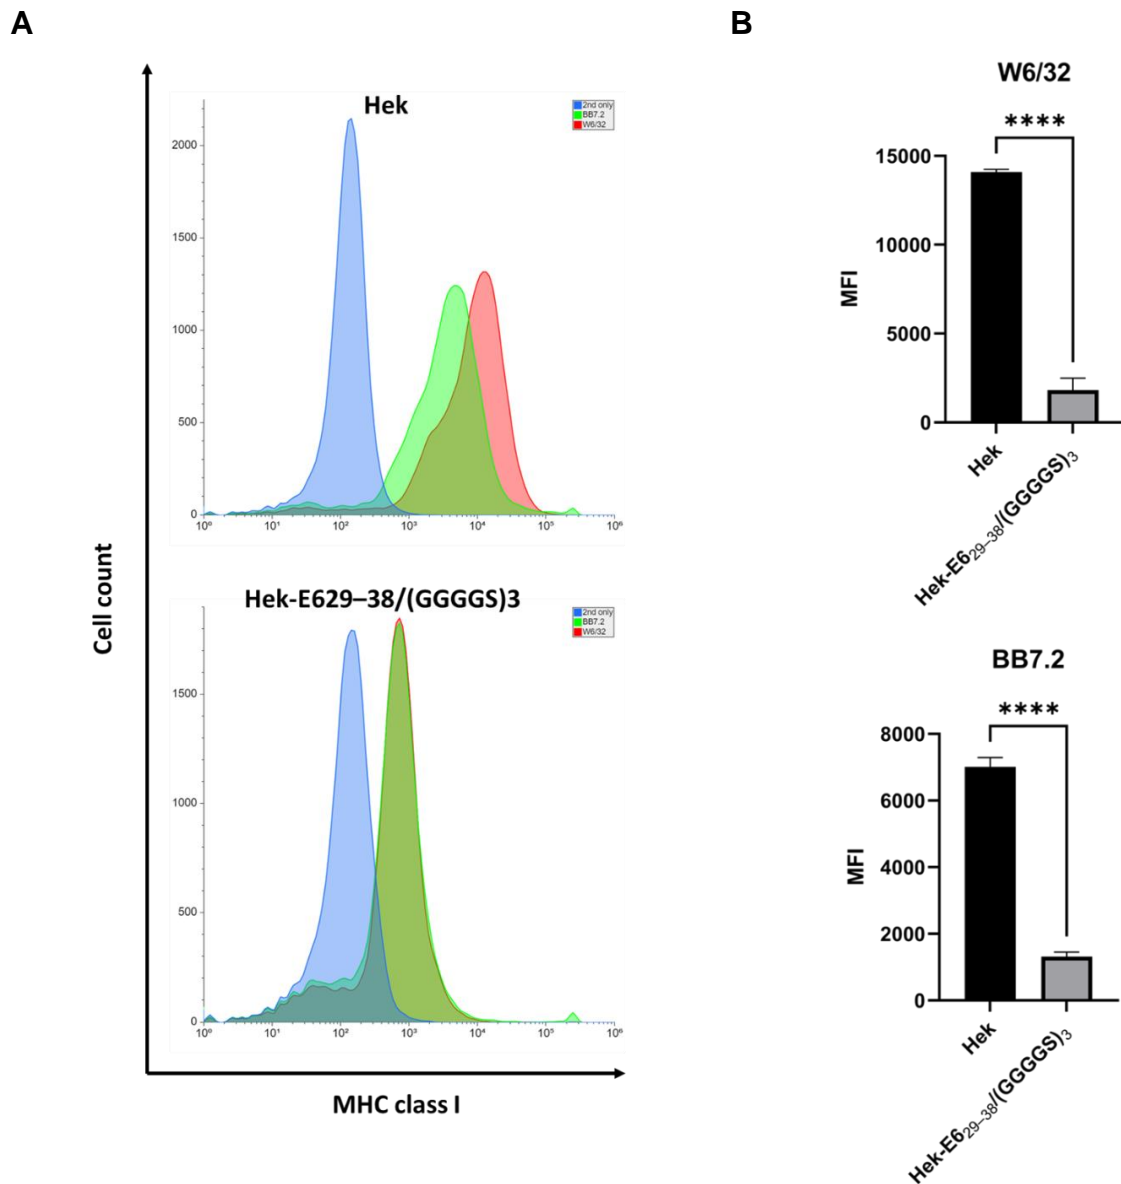 A
B
Hek
2nd only
BB7.2
W6/32
2000
1500
1000
500
0
10⁰ 10¹ 10² 10³ 10⁴ 10⁵ 10⁶
Hek-E629–38/(GGGGS)3
2nd only
BB7.2
W6/32
1500
1000
500
0
10⁰ 10¹ 10² 10³ 10⁴ 10⁵ 10⁶
Cell count
MHC class I
W6/32
****
15000
10000
5000
0
MFI
Hek
Hek-E6₂₉₋₃₈/(GGGGS)₃
BB7.2
****
8000
6000
4000
2000
0
MFI
Hek
Hek-E6₂₉₋₃₈/(GGGGS)₃